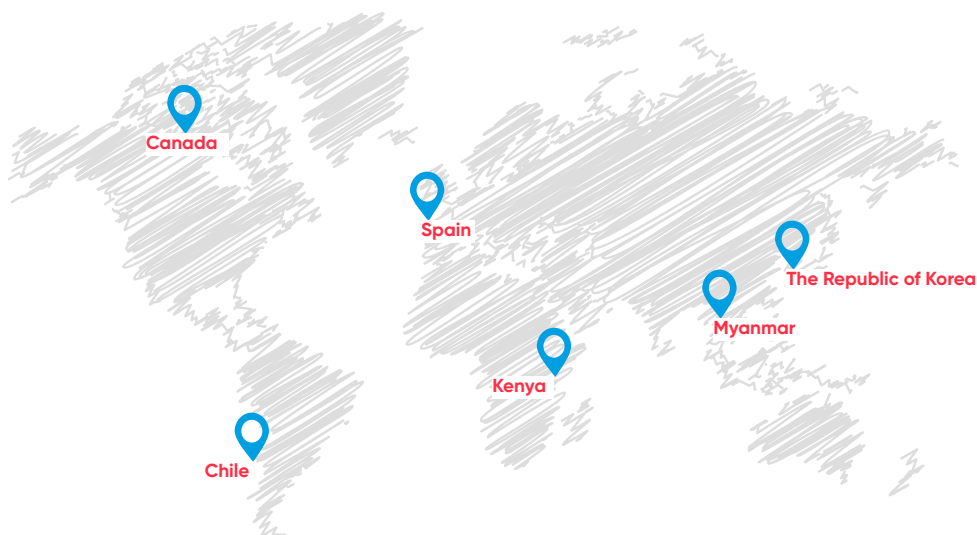 Canada
Spain
The Republic of Korea
Myanmar
Kenya
Chile